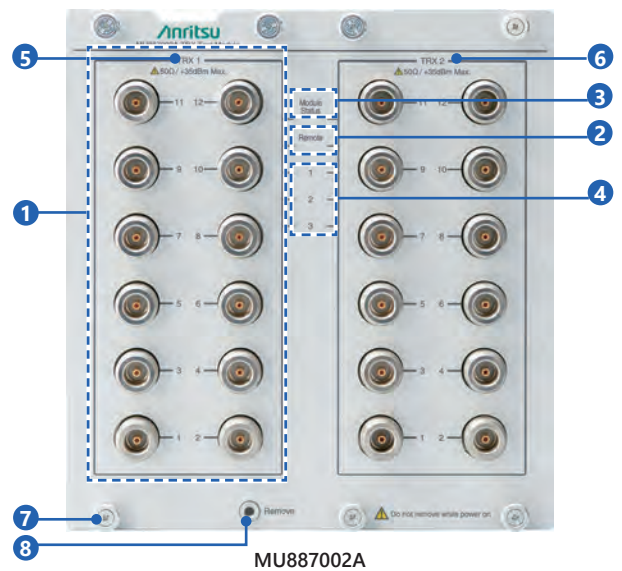 Anritsu
5 TRX 1 TRX 2 6
⚠50Ω/+35dBm Max. ⚠50Ω/+35dBm Max.
11 12 Module Status 3 11 12
Remote 2
9 10 1 9 10
1 2 4
3
7 8 7 8
5 6 5 6
3 4 3 4
1 2 1 2
7 Remove ⚠ Do not remove while power on.
8
MU887002A